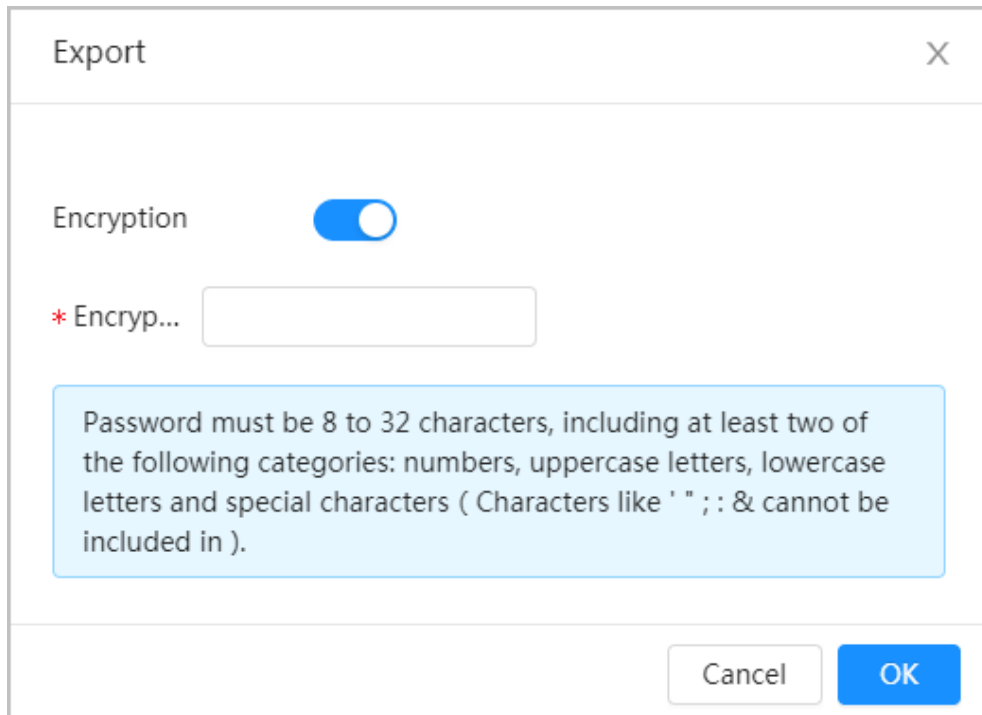 Export
X
Encryption
* Encryp...
Password must be 8 to 32 characters, including at least two of
the following categories: numbers, uppercase letters, lowercase
letters and special characters ( Characters like ' " ; : & cannot be
included in ).
Cancel OK